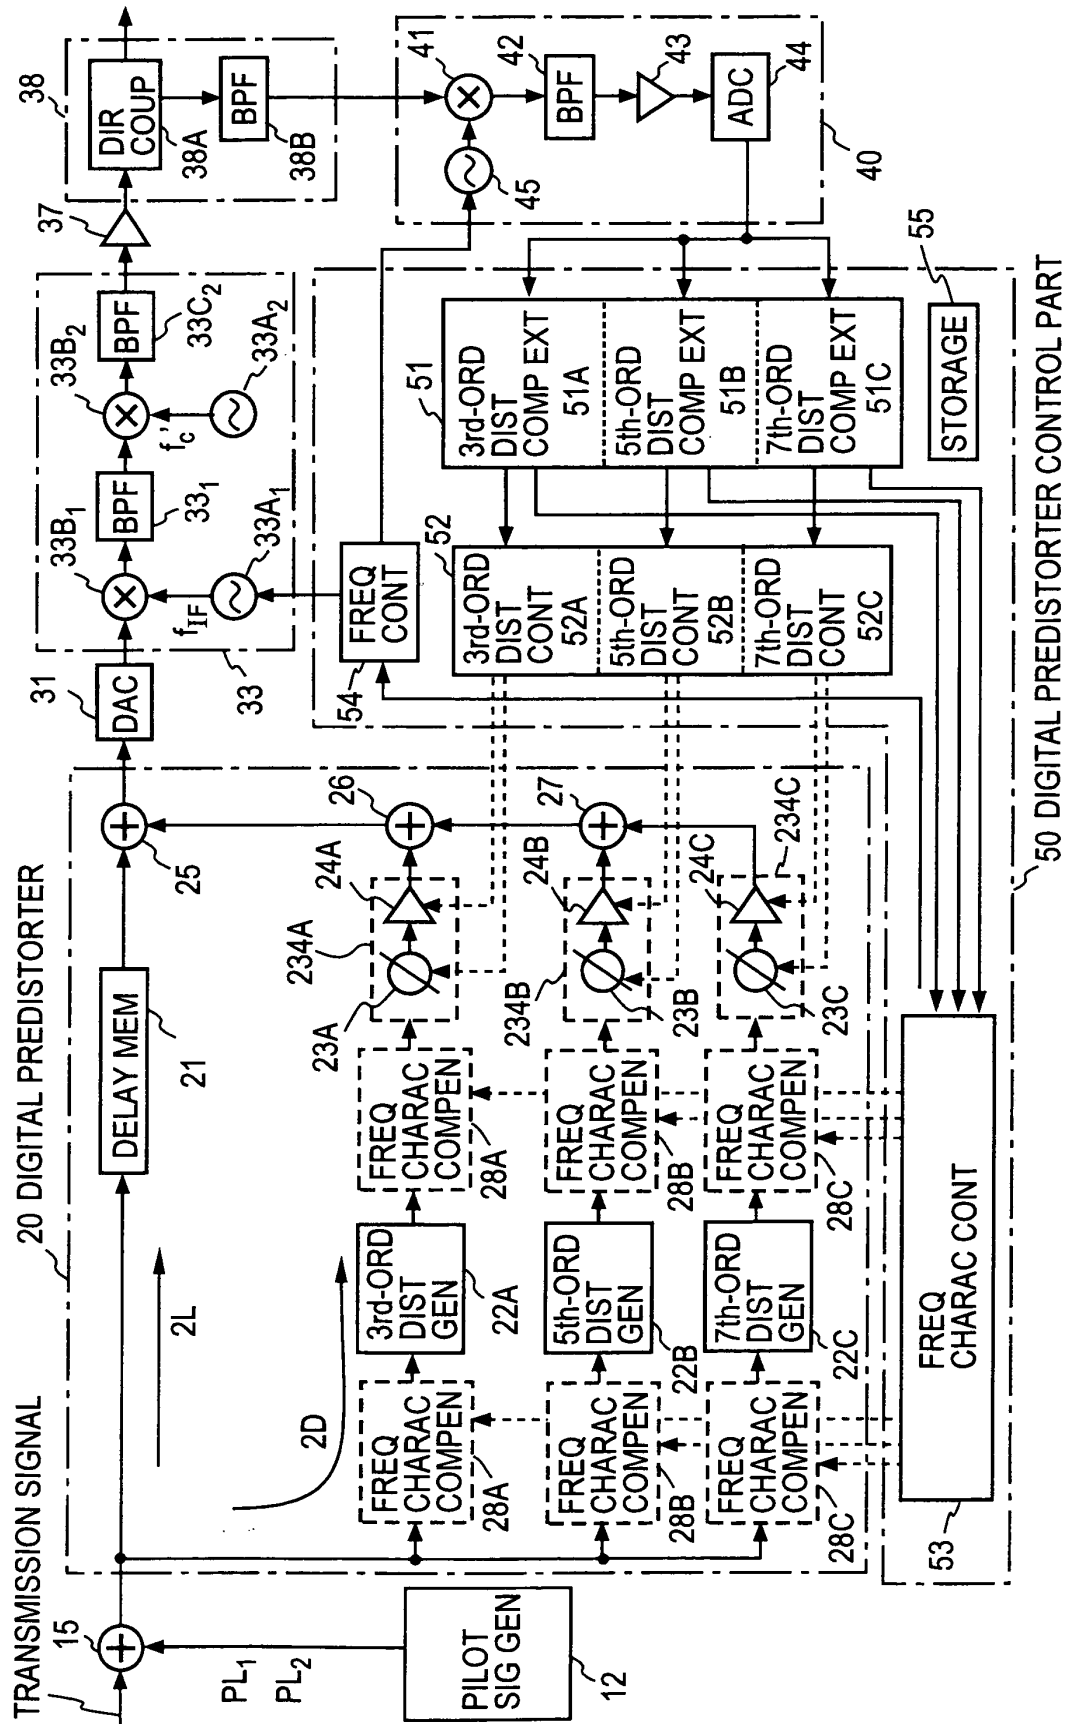 TRANSMISSION SIGNAL
15
PL1
PL2
PILOT
SIG GEN
12
20 DIGITAL PREDISTORTER
2L
2D
DELAY MEM
21
25
26
27
FREQ
CHARAC
COMPEN
28A
3rd-ORD
DIST
GEN
22A
FREQ
CHARAC
COMPEN
28A
23A
234A
24A
FREQ
CHARAC
COMPEN
28B
5th-ORD
DIST
GEN
22B
FREQ
CHARAC
COMPEN
28B
234B
23B
24B
FREQ
CHARAC
COMPEN
28C
7th-ORD
DIST
GEN
22C
FREQ
CHARAC
COMPEN
28C
23C
24C
234C
31
DAC
33
33B1
fIF
33A1
BPF
331
33B2
fc'
33A2
BPF
33C2
37
38
DIR
COUP
38A
BPF
38B
41
45
42
BPF
43
ADC
44
40
54
FREQ
CONT
52
3rd-ORD
DIST
CONT
52A
5th-ORD
DIST
CONT
52B
7th-ORD
DIST
CONT
52C
51
3rd-ORD
DIST
COMP EXT
51A
5th-ORD
DIST
COMP EXT
51B
7th-ORD
DIST
COMP EXT
51C
STORAGE
55
FREQ
CHARAC CONT
53
50 DIGITAL PREDISTORTER CONTROL PART